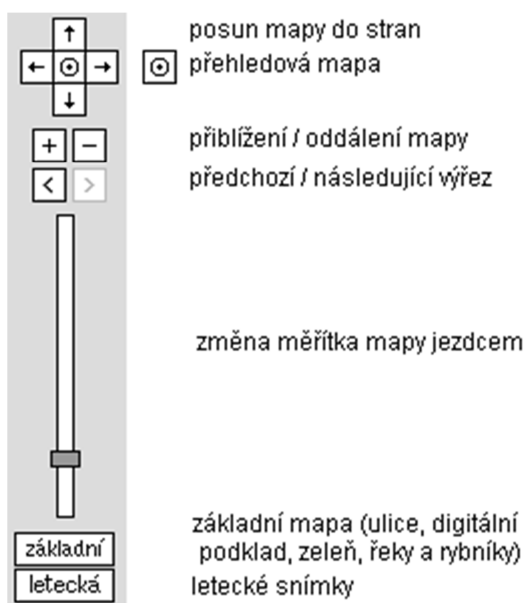 posun mapy do stran
přehledová mapa
+ −
přiblížení / oddálení mapy
< >
předchozí / následující výřez
změna měřítka mapy jezdcem
základní mapa (ulice, digitální
podklad, zeleň, řeky a rybníky)
základní
letecká
letecké snímky